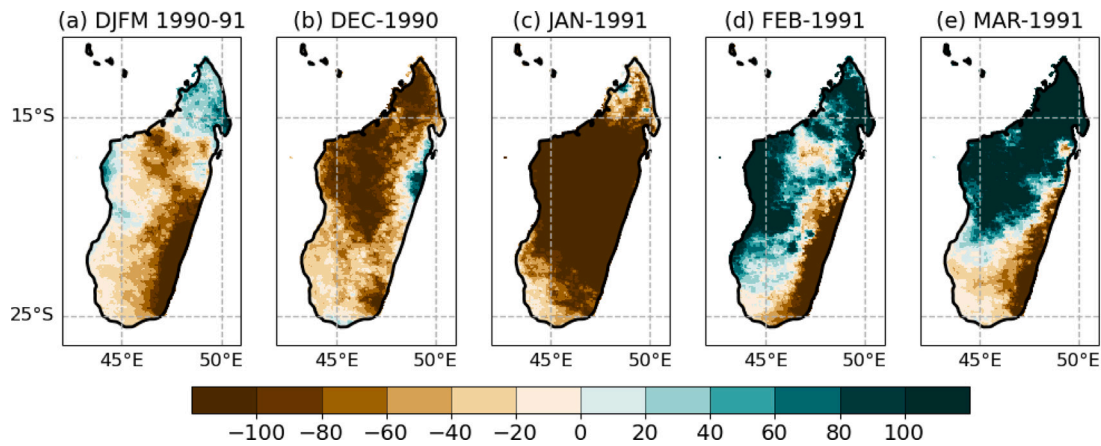 (a) DJFM 1990-91 (b) DEC-1990 (c) JAN-1991 (d) FEB-1991 (e) MAR-1991
15°S
25°S
45°E 50°E 45°E 50°E 45°E 50°E 45°E 50°E 45°E 50°E
−100 −80 −60 −40 −20 0 20 40 60 80 100